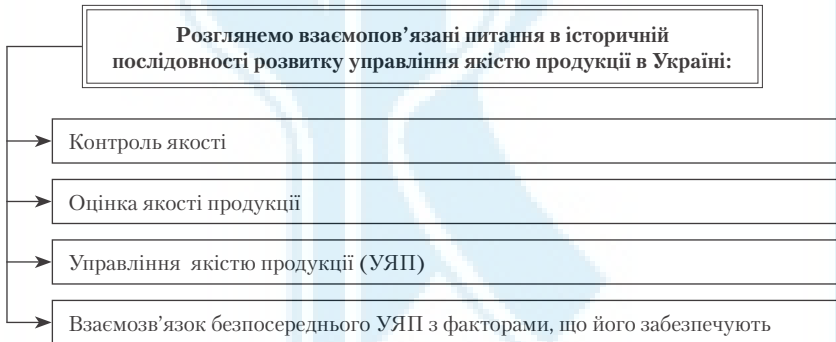 Розглянемо взаємопов’язані питання в історичній
послідовності розвитку управління якістю продукції в Україні:
Контроль якості
Оцінка якості продукції
Управління якістю продукції (УЯП)
Взаємозв’язок безпосереднього УЯП з факторами, що його забезпечують